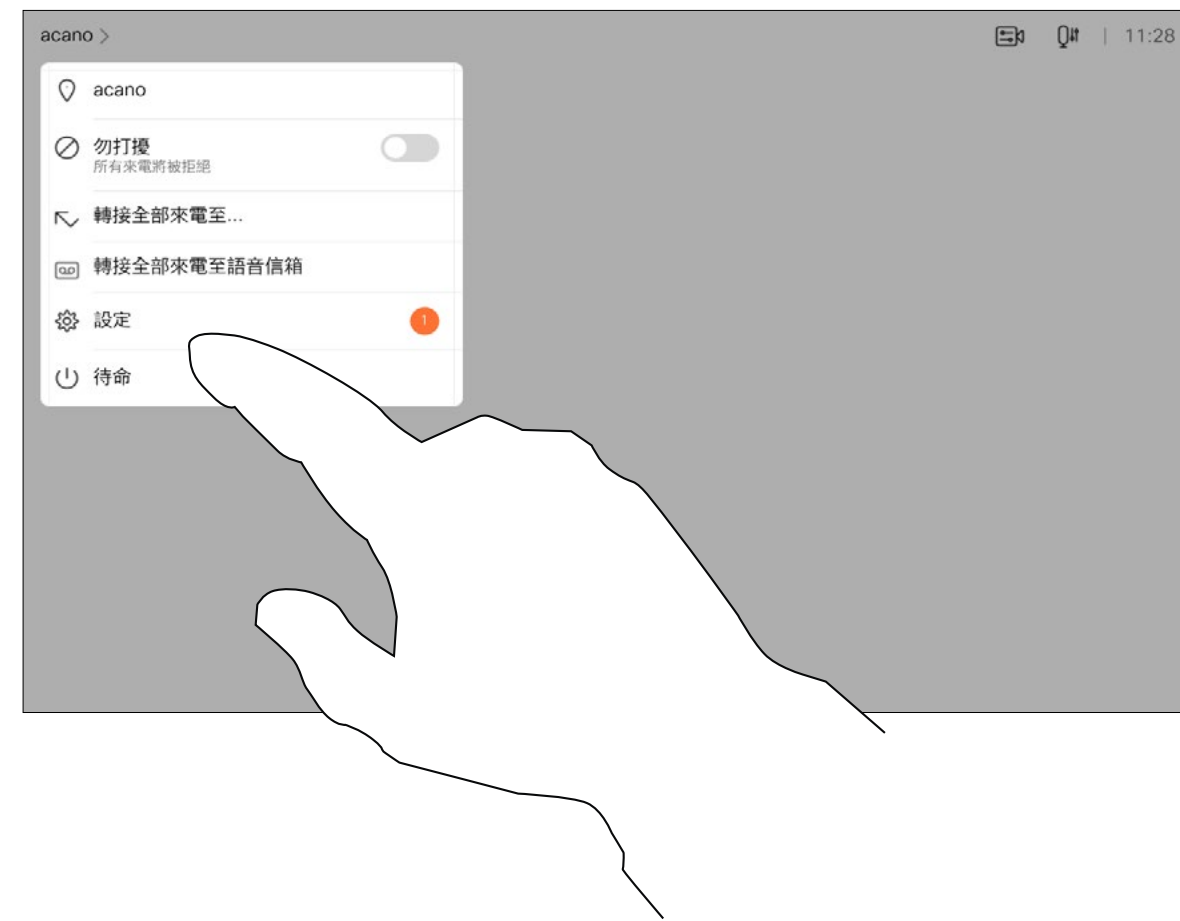 acano >
11:28
acano
勿打擾
所有來電將被拒絕
轉接全部來電至...
轉接全部來電至語音信箱
設定
1
待命